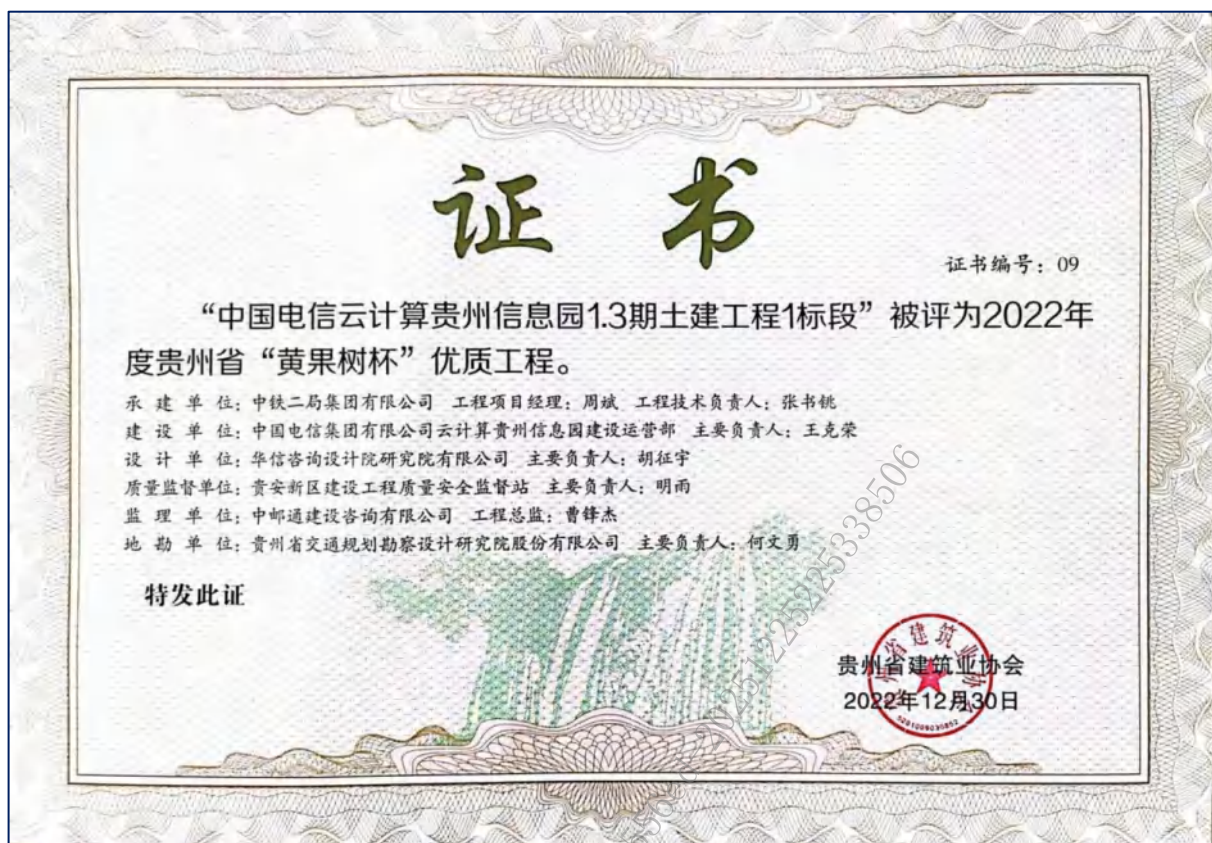 证 书
证书编号：09
“中国电信云计算贵州信息园1.3期土建工程1标段”被评为2022年
度贵州省“黄果树杯”优质工程。
承 建 单 位：中铁二局集团有限公司 工程项目经理：周斌 工程技术负责人：张书铫
建 设 单 位：中国电信集团有限公司云计算贵州信息园建设运营部 主要负责人：王克荣
设 计 单 位：华信咨询设计院研究院有限公司 主要负责人：胡征宇
质量监督单位：贵安新区建设工程质量安全监督站 主要负责人：明雨
监 理 单 位：中邮通建设咨询有限公司 工程总监：曹锋杰
地 勘 单 位：贵州省交通规划勘察设计研究院股份有限公司 主要负责人：何文勇
特发此证
贵州省建筑业协会
2022年12月30日